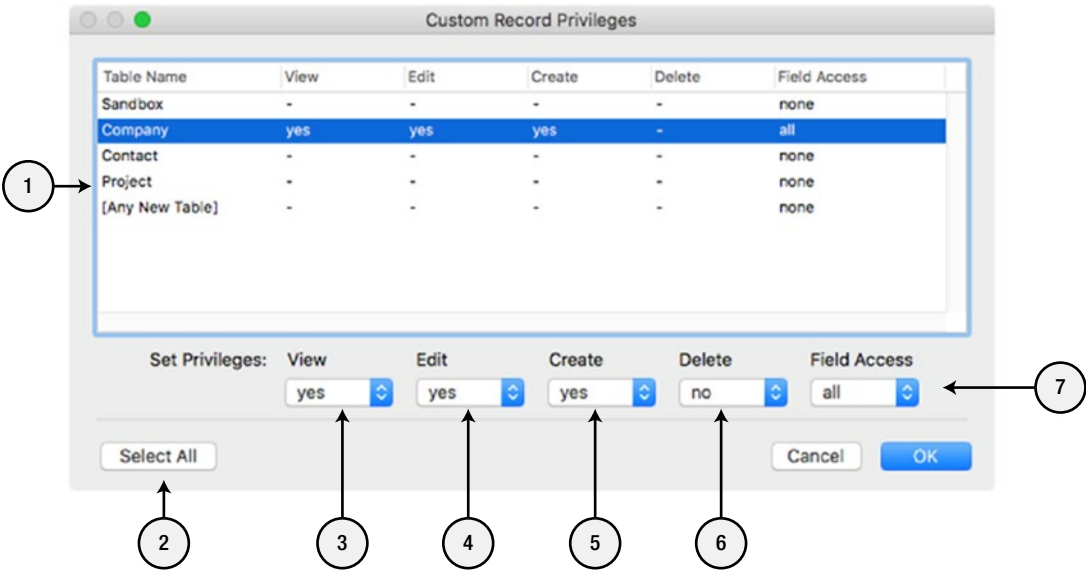 Custom Record Privileges
Table Name View Edit Create Delete Field Access
Sandbox - - - - none
Company yes yes yes - all
Contact - - - - none
1 Project - - - - none
[Any New Table] - - - - none
Set Privileges: View Edit Create Delete Field Access
yes yes yes no all 7
Select All Cancel OK
2 3 4 5 6